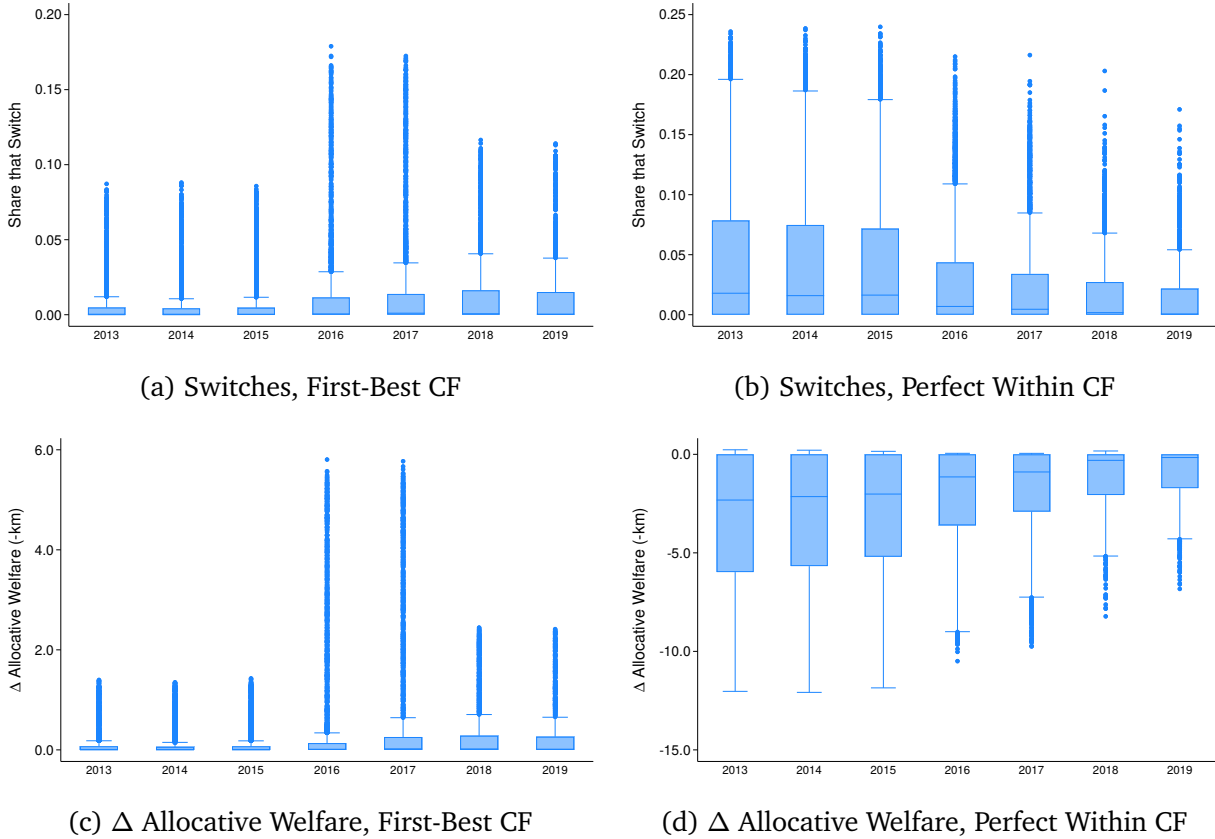 Share that Switch
0.20
0.15
0.10
0.05
0.00
2013 2014 2015 2016 2017 2018 2019
(a) Switches, First-Best CF
Share that Switch
0.25
0.20
0.15
0.10
0.05
0.00
2013 2014 2015 2016 2017 2018 2019
(b) Switches, Perfect Within CF
Δ Allocative Welfare (-km)
6.0
4.0
2.0
0.0
2013 2014 2015 2016 2017 2018 2019
(c) Δ Allocative Welfare, First-Best CF
Δ Allocative Welfare (-km)
0.0
-5.0
-10.0
-15.0
2013 2014 2015 2016 2017 2018 2019
(d) Δ Allocative Welfare, Perfect Within CF